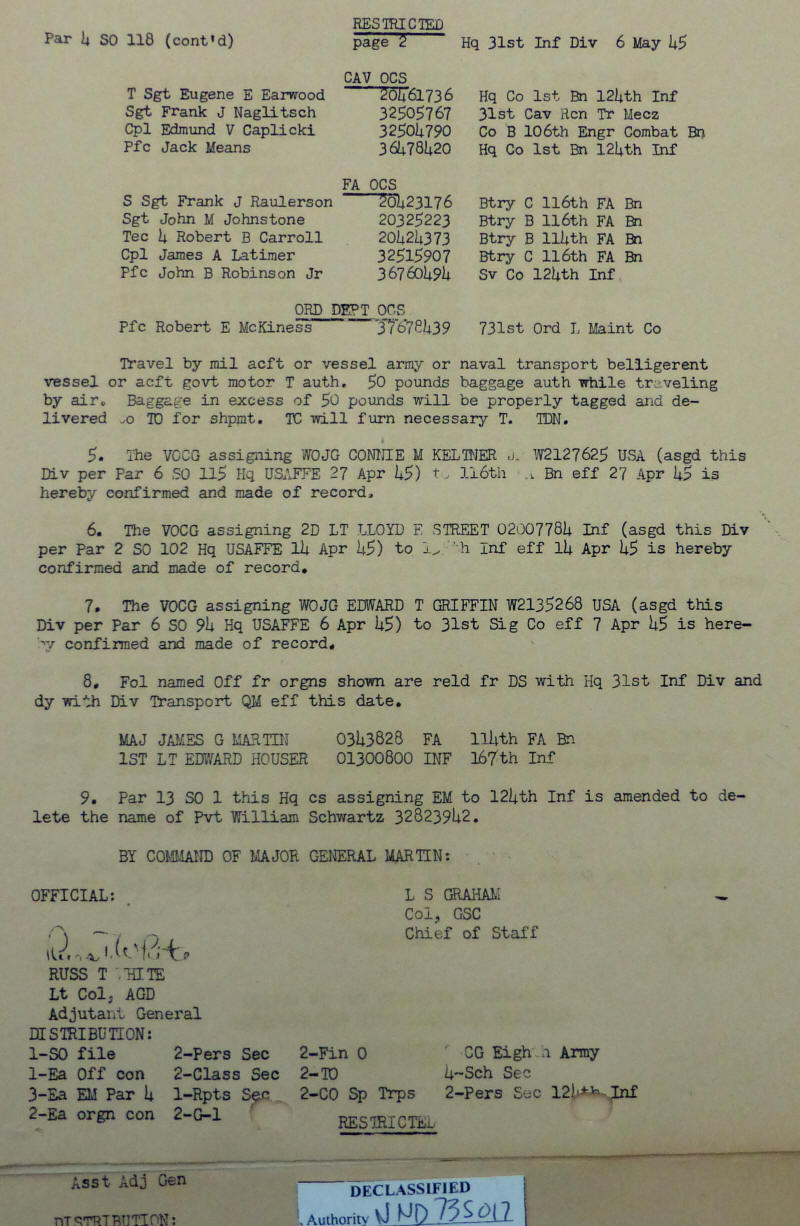 RESTRICTED
Par 4 SO 118 (cont'd) page 2 Hq 31st Inf Div 6 May 45
CAV OCS
T Sgt Eugene E Earwood 20461736 Hq Co 1st Bn 124th Inf
Sgt Frank J Naglitsch 32505767 31st Cav Rcn Tr Mecz
Cpl Edmund V Caplicki 32504790 Co B 106th Engr Combat Bn
Pfc Jack Means 36478420 Hq Co 1st Bn 124th Inf
FA OCS
S Sgt Frank J Raulerson 20423176 Btry C 116th FA Bn
Sgt John M Johnstone 20325223 Btry B 116th FA Bn
Tec 4 Robert B Carroll 20424373 Btry B 114th FA Bn
Cpl James A Latimer 32515907 Btry C 116th FA Bn
Pfc John B Robinson Jr 36760494 Sv Co 124th Inf
ORD DEPT OCS
Pfc Robert E McKiness 37678439 731st Ord L Maint Co
Travel by mil acft or vessel army or naval transport belligerent
vessel or acft govt motor T auth. 50 pounds baggage auth while traveling
by air. Baggage in excess of 50 pounds will be properly tagged and de-
livered to TO for shpmt. TC will furn necessary T. TDN.
5. The VOCG assigning WOJG CONNIE M KELTNER W2127625 USA (asgd this
Div per Par 6 SO 115 Hq USAFFE 27 Apr 45) to 116th Bn eff 27 Apr 45 is
hereby confirmed and made of record.
6. The VOCG assigning 2D LT LLOYD E STREET 02007784 Inf (asgd this Div
per Par 2 SO 102 Hq USAFFE 14 Apr 45) to Inf eff 14 Apr 45 is hereby
confirmed and made of record.
7. The VOCG assigning WOJG EDWARD T GRIFFIN W2135268 USA (asgd this
Div per Par 6 SO 94 Hq USAFFE 6 Apr 45) to 31st Sig Co eff 7 Apr 45 is here-
by confirmed and made of record.
8. Fol named Off fr orgns shown are reld fr DS with Hq 31st Inf Div and
dy with Div Transport QM eff this date.
MAJ JAMES G MARTIN 0343828 FA 114th FA Bn
1ST LT EDWARD HOUSER 01300800 INF 167th Inf
9. Par 13 SO 1 this Hq cs assigning EM to 124th Inf is amended to de-
lete the name of Pvt William Schwartz 32823942.
BY COMMAND OF MAJOR GENERAL MARTIN:
OFFICIAL: L S GRAHAM
Col, GSC
Chief of Staff
RUSS T WHITE
Lt Col, AGD
Adjutant General
DISTRIBUTION:
1-SO file 2-Pers Sec 2-Fin O CG Eighth Army
1-Ea Off con 2-Class Sec 2-TO 4-Sch Sec
3-Ea EM Par 4 1-Rpts Sec 2-CO Sp Trps 2-Pers Sec 124th Inf
2-Ea orgn con 2-G-1
RESTRICTED
Asst Adj Gen
DISTRIBUTION:
DECLASSIFIED
Authority NND 735017